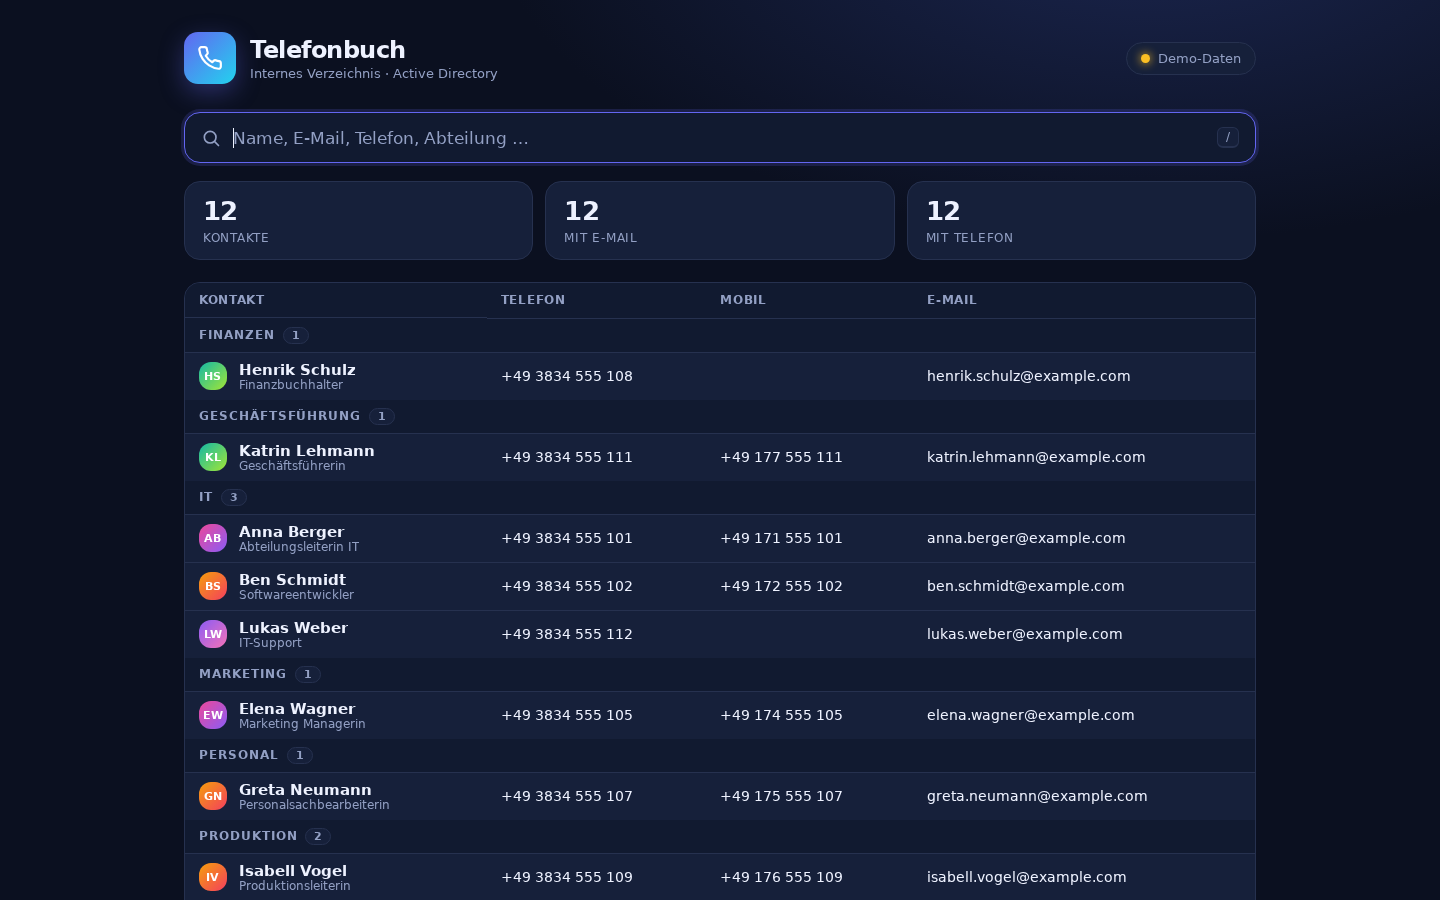 Telefonbuch
Internes Verzeichnis · Active Directory
Demo-Daten
Name, E-Mail, Telefon, Abteilung ...
/
12
KONTAKTE
12
MIT E-MAIL
12
MIT TELEFON
KONTAKT TELEFON MOBIL E-MAIL
FINANZEN 1
HS Henrik Schulz +49 3834 555 108 henrik.schulz@example.com
Finanzbuchhalter
GESCHÄFTSFÜHRUNG 1
KL Katrin Lehmann +49 3834 555 111 +49 177 555 111 katrin.lehmann@example.com
Geschäftsführerin
IT 3
AB Anna Berger +49 3834 555 101 +49 171 555 101 anna.berger@example.com
Abteilungsleiterin IT
BS Ben Schmidt +49 3834 555 102 +49 172 555 102 ben.schmidt@example.com
Softwareentwickler
LW Lukas Weber +49 3834 555 112 lukas.weber@example.com
IT-Support
MARKETING 1
EW Elena Wagner +49 3834 555 105 +49 174 555 105 elena.wagner@example.com
Marketing Managerin
PERSONAL 1
GN Greta Neumann +49 3834 555 107 +49 175 555 107 greta.neumann@example.com
Personalsachbearbeiterin
PRODUKTION 2
IV Isabell Vogel +49 3834 555 109 +49 176 555 109 isabell.vogel@example.com
Produktionsleiterin